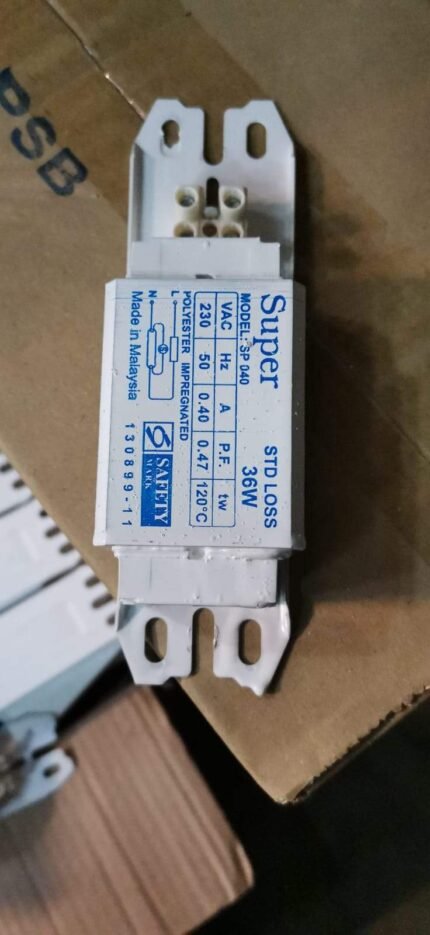 PSB
Super
STD LOSS
MODEL. SP 040
36W
VAC Hz A P.F. tw
230 50 0.40 0.47 120°C
POLYESTER IMPREGNATED
L
S
N
SAFETY
MARK
Made in Malaysia
130899-11